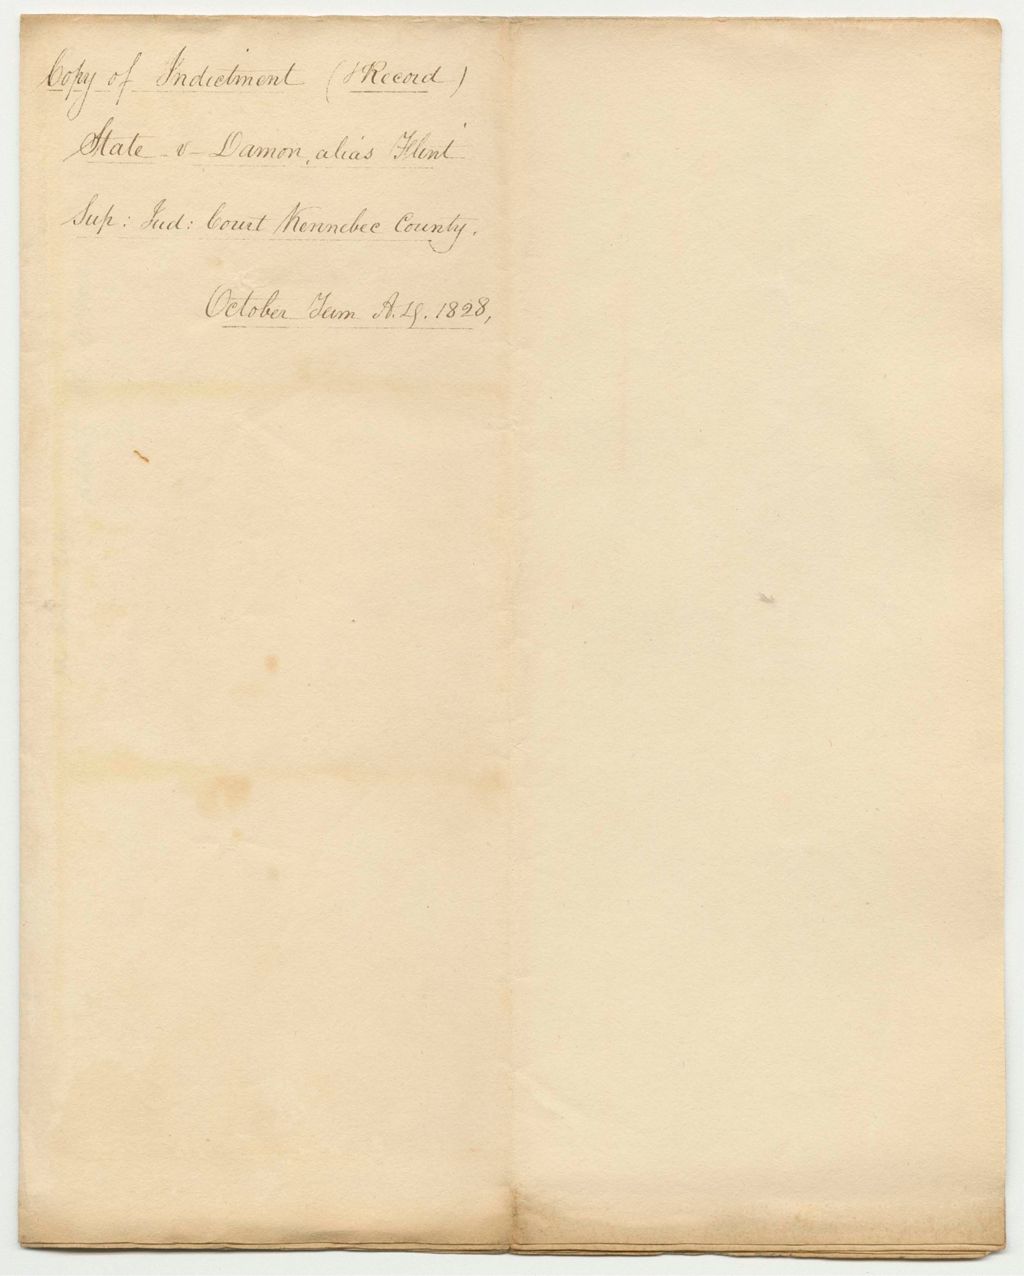 Copy of Indictment (& Record)
State v Damon, alias Flint
Sup: Jud: Court Kennebec County.
October Term A.D. 1828,